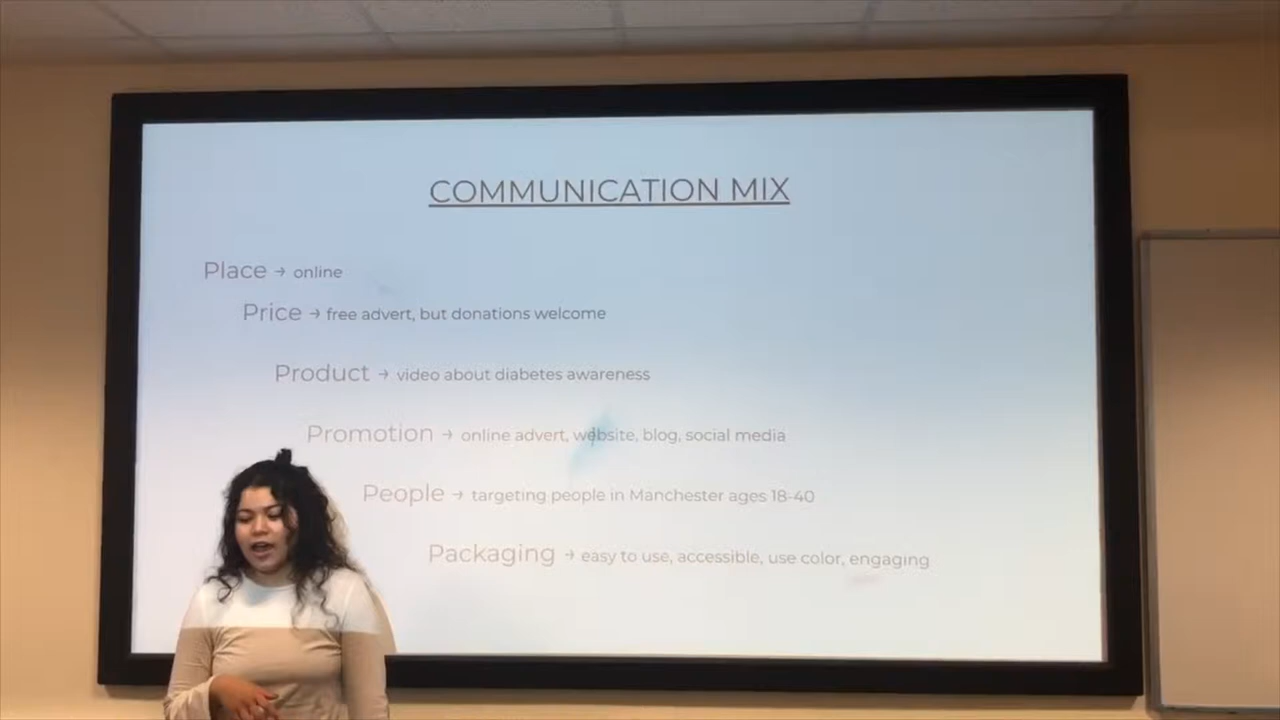 COMMUNICATION MIX
Place → online
Price → free advert, but donations welcome
Product → video about diabetes awareness
Promotion → online advert, website, blog, social media
People → targeting people in Manchester ages 18-40
Packaging → easy to use, accessible, use color, engaging